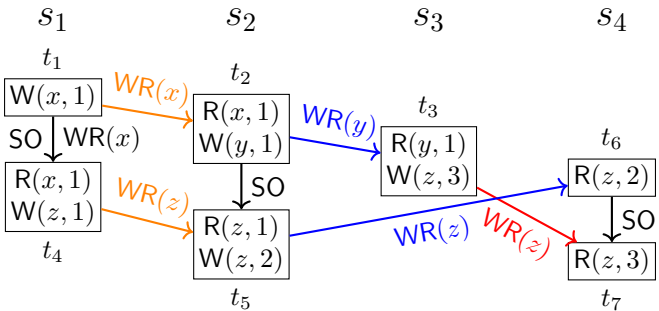 s₁ s₂ s₃ s₄
t₁
W(x, 1)
SO WR(x)
R(x, 1)
W(z, 1)
t₄
WR(x)
WR(z)
t₂
R(x, 1)
W(y, 1)
SO
R(z, 1)
W(z, 2)
t₅
WR(y)
WR(z)
t₃
R(y, 1)
W(z, 3)
WR(z)
t₆
R(z, 2)
SO
R(z, 3)
t₇